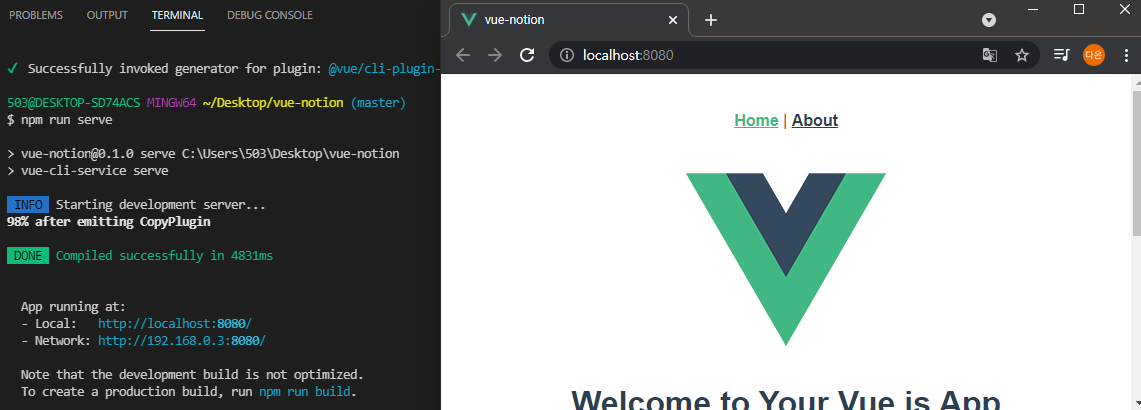 PROBLEMS OUTPUT TERMINAL DEBUG CONSOLE
✓ Successfully invoked generator for plugin: @vue/cli-plugin-
503@DESKTOP-SD74ACS MINGW64 ~/Desktop/vue-notion (master)
$ npm run serve
> vue-notion@0.1.0 serve C:\Users\503\Desktop\vue-notion
> vue-cli-service serve
INFO Starting development server...
98% after emitting CopyPlugin
DONE Compiled successfully in 4831ms
App running at:
- Local: http://localhost:8080/
- Network: http://192.168.0.3:8080/
Note that the development build is not optimized.
To create a production build, run npm run build.
vue-notion
localhost:8080
다은
Home | About
Welcome to Your Vue.js App